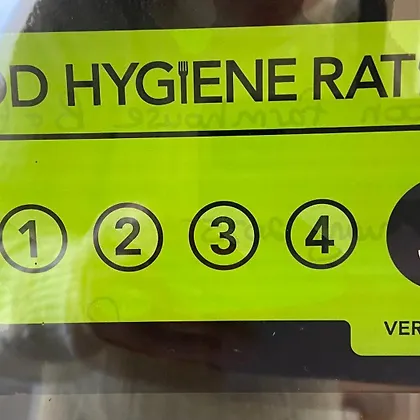 OD HYGIENE RAT
1 2 3 4
VER